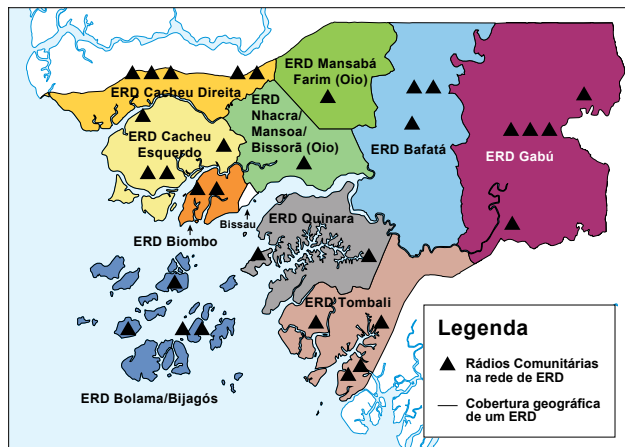 ERD Mansabá
Farim (Oio)
ERD Cacheu Direita
ERD
Nhacra/
Mansoa/
Bissorã (Oio)
ERD Cacheu
Esquerdo
ERD Bafatá
ERD Gabú
ERD Quinara
Bissau
ERD Biombo
ERD Tombali
ERD Bolama/Bijagós
Legenda
Rádios Comunitárias
na rede de ERD
Cobertura geográfica
de um ERD